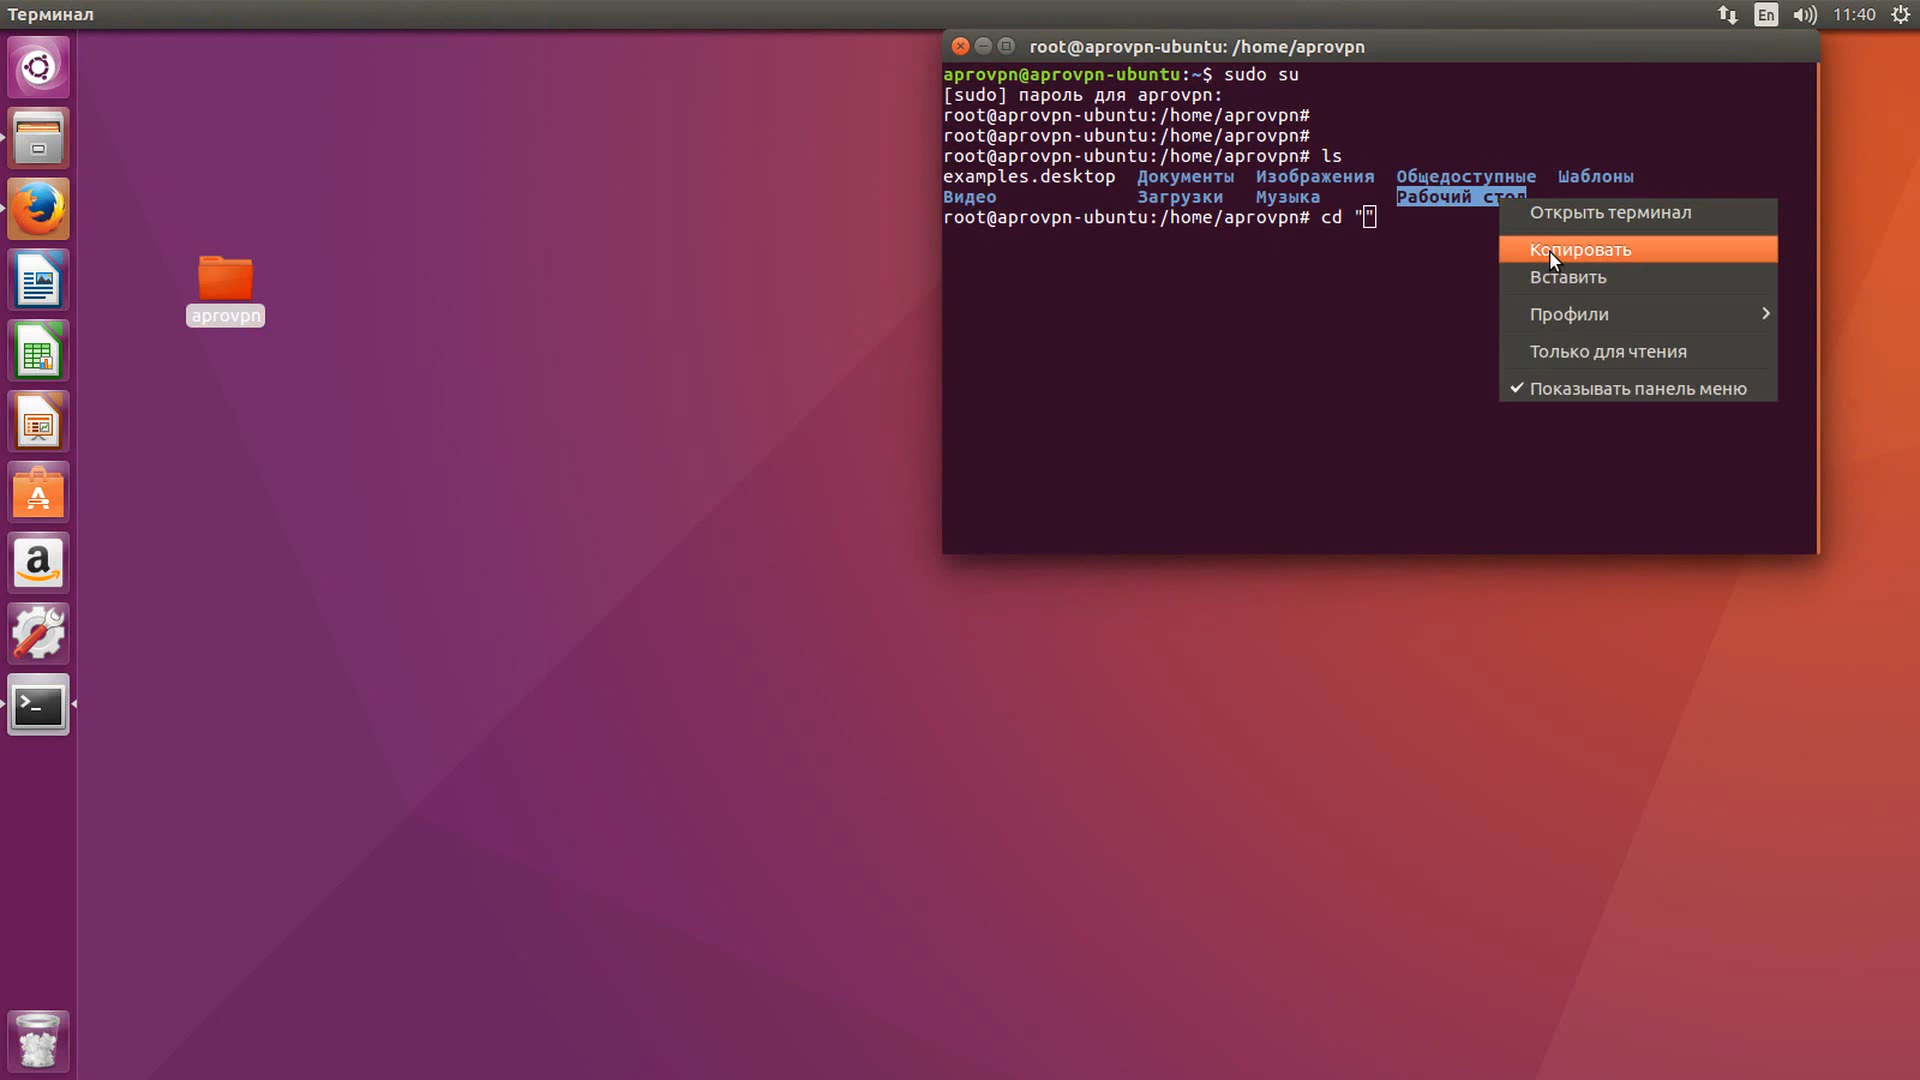 Терминал
En
11:40
root@aprovpn-ubuntu: /home/aprovpn
aprovpn@aprovpn-ubuntu:~$ sudo su
[sudo] пароль для aprovpn:
root@aprovpn-ubuntu:/home/aprovpn#
root@aprovpn-ubuntu:/home/aprovpn#
root@aprovpn-ubuntu:/home/aprovpn# ls
examples.desktop Документы Изображения Общедоступные Шаблоны
Видео Загрузки Музыка Рабочий стол
root@aprovpn-ubuntu:/home/aprovpn# cd ""
Открыть терминал
Копировать
Вставить
Профили
Только для чтения
Показывать панель меню
aprovpn